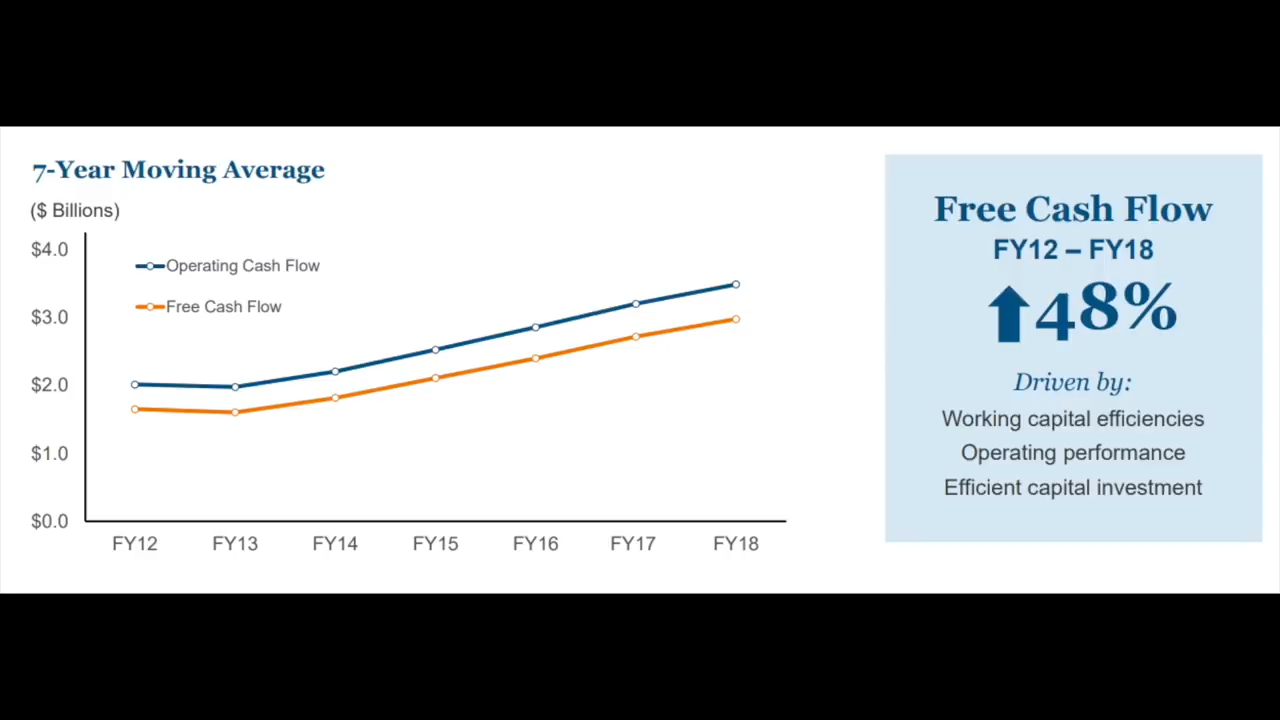 7-Year Moving Average
($ Billions)
$4.0
$3.0
$2.0
$1.0
$0.0
Operating Cash Flow
Free Cash Flow
FY12 FY13 FY14 FY15 FY16 FY17 FY18
Free Cash Flow
FY12 – FY18
48%
Driven by:
Working capital efficiencies
Operating performance
Efficient capital investment